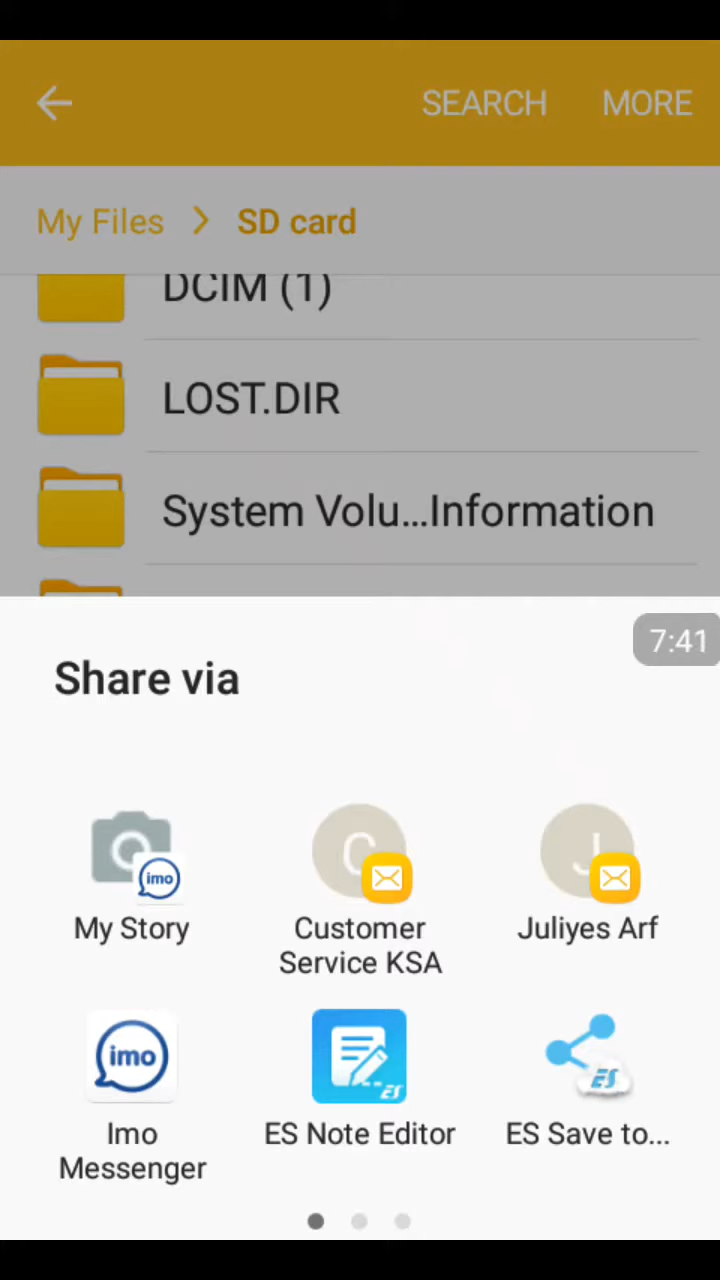 SEARCH MORE
My Files > SD card
DCIM (1)
LOST.DIR
System Volu...Information
7:41
Share via
imo
My Story
C
Customer
Service KSA
J
Juliyes Arf
imo
Imo
Messenger
ES
ES Note Editor
ES
ES Save to...